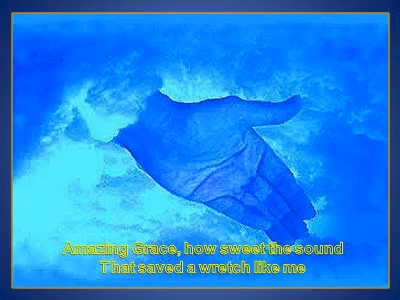 Amazing Grace, how sweet the sound
That saved a wretch like me